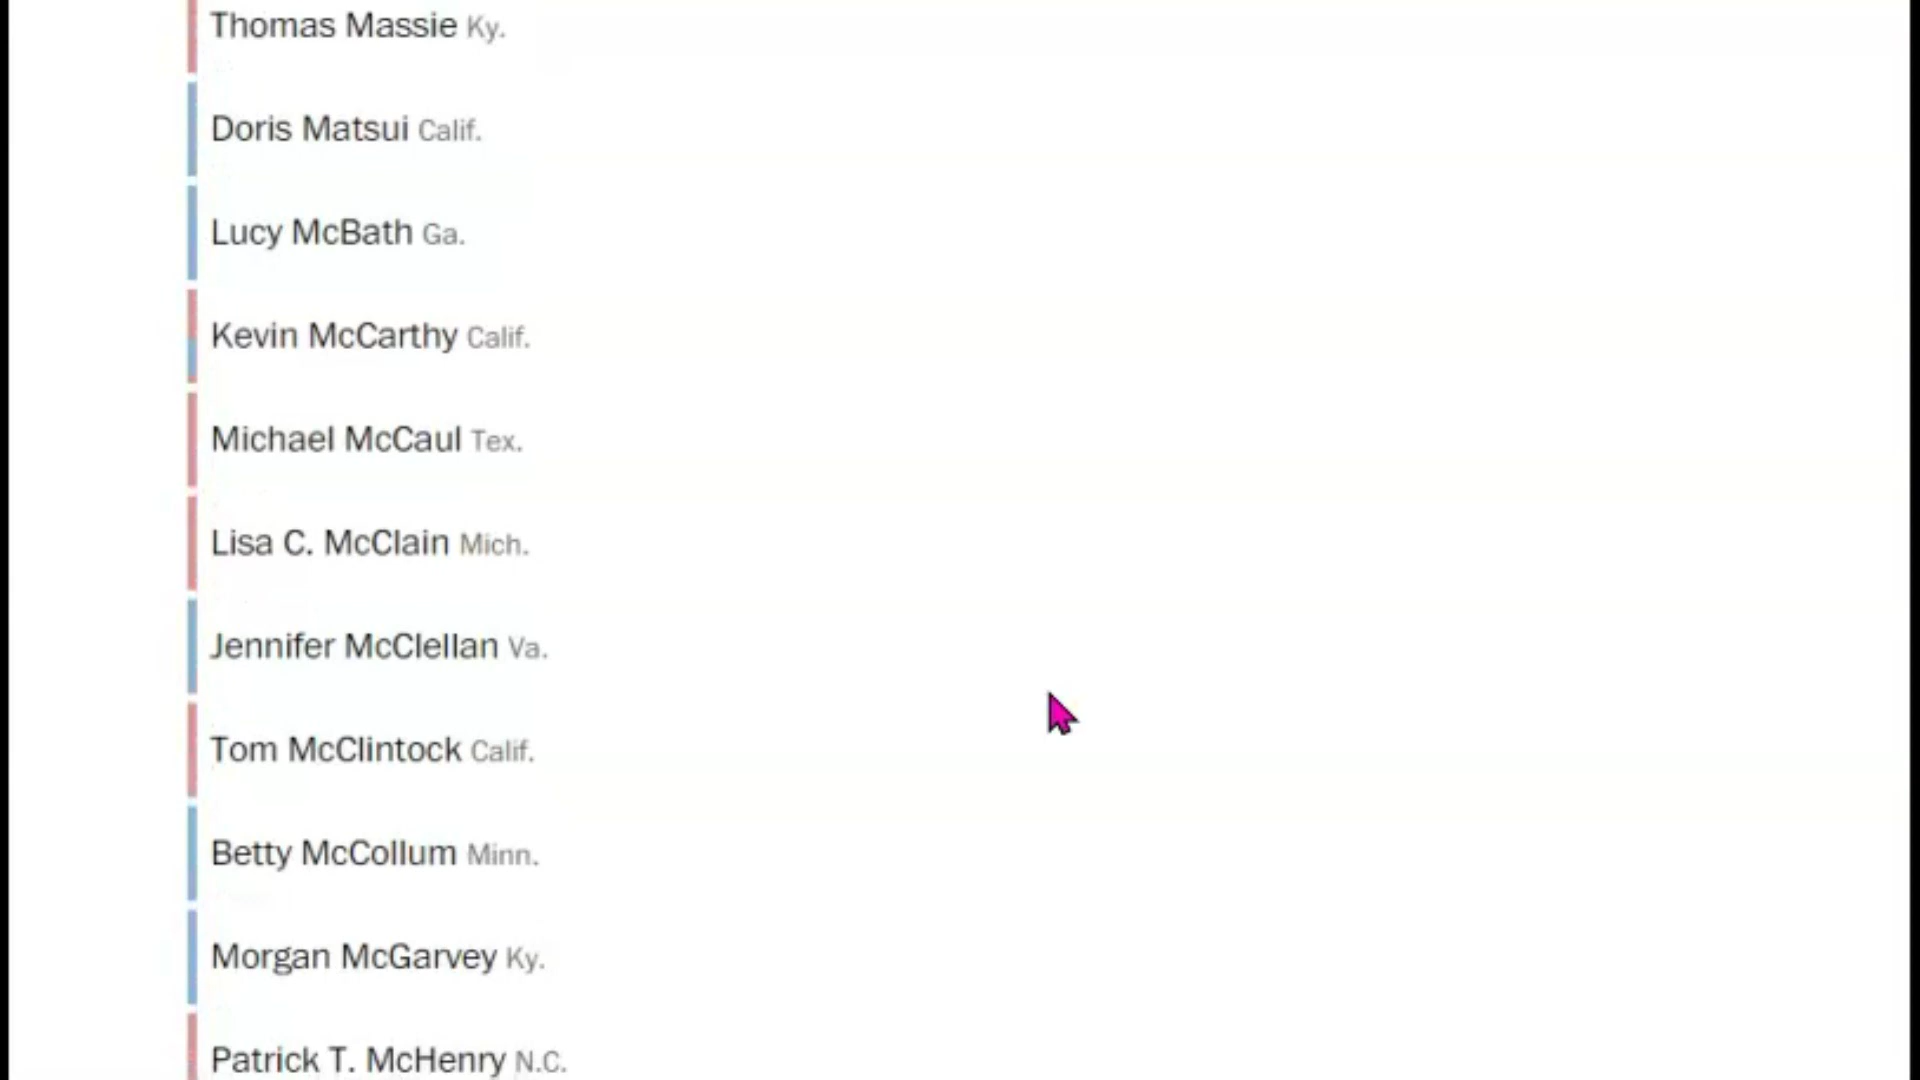 Thomas Massie Ky.
Doris Matsui Calif.
Lucy McBath Ga.
Kevin McCarthy Calif.
Michael McCaul Tex.
Lisa C. McClain Mich.
Jennifer McClellan Va.
Tom McClintock Calif.
Betty McCollum Minn.
Morgan McGarvey Ky.
Patrick T. McHenry N.C.